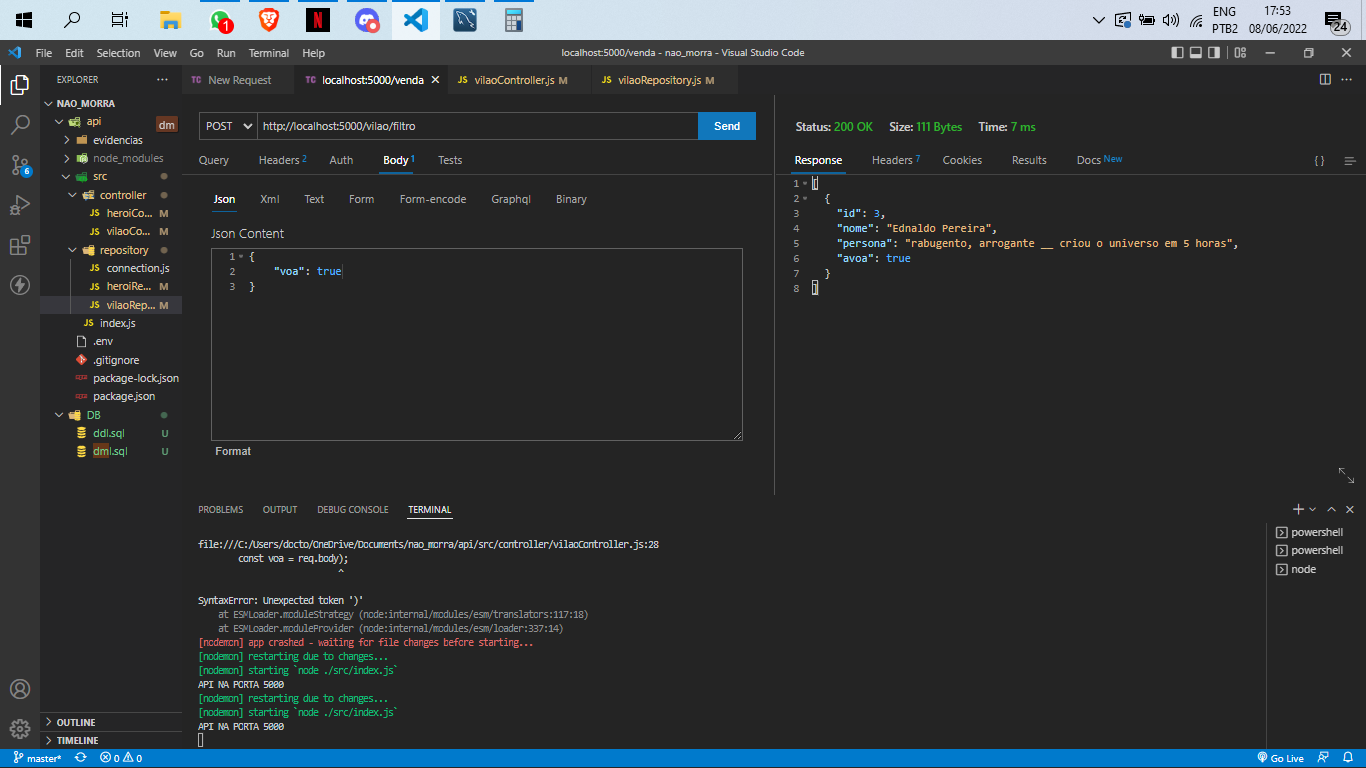 1
ENG
PTB2
17:53
08/06/2022
24
File Edit Selection View Go Run Terminal Help
localhost:5000/venda - nao_morra - Visual Studio Code
EXPLORER ...
TC New Request
TC localhost:5000/venda
JS vilaoController.js M
JS vilaoRepository.js M
NAO_MORRA
api
dm
evidencias
node_modules
src
controller
JS heroiCo... M
JS vilaoCo... M
repository
JS connection.js
JS heroiRe... M
JS vilaoRep... M
JS index.js
.env
.gitignore
package-lock.json
package.json
DB
ddl.sql U
dml.sql U
OUTLINE
TIMELINE
6
POST
http://localhost:5000/vilao/filtro
Send
Query Headers 2 Auth Body 1 Tests
Json Xml Text Form Form-encode Graphql Binary
Json Content
1 {
2 "voa": true
3 }
Format
Status: 200 OK Size: 111 Bytes Time: 7 ms
Response Headers 7 Cookies Results Docs New
{ }
1 [
2 {
3 "id": 3,
4 "nome": "Ednaldo Pereira",
5 "persona": "rabugento, arrogante __ criou o universo em 5 horas",
6 "avoa": true
7 }
8 ]
PROBLEMS OUTPUT DEBUG CONSOLE TERMINAL
file:///C:/Users/docto/OneDrive/Documents/nao_morra/api/src/controller/vilaoController.js:28
const voa = req.body);
^
SyntaxError: Unexpected token ')'
at ESMLoader.moduleStrategy (node:internal/modules/esm/translators:117:18)
at ESMLoader.moduleProvider (node:internal/modules/esm/loader:337:14)
[nodemon] app crashed - waiting for file changes before starting...
[nodemon] restarting due to changes...
[nodemon] starting `node ./src/index.js`
API NA PORTA 5000
[nodemon] restarting due to changes...
[nodemon] starting `node ./src/index.js`
API NA PORTA 5000
powershell
powershell
node
master*
0 0
Go Live